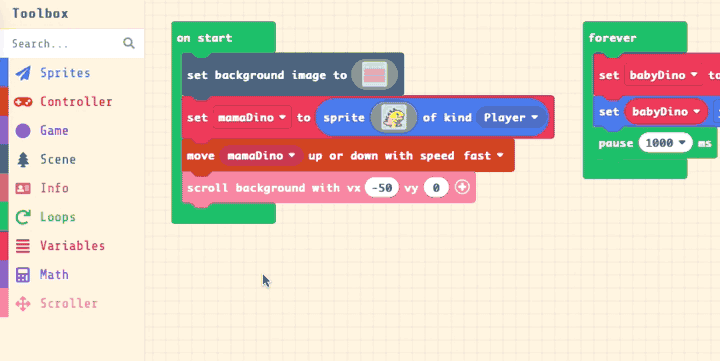 Toolbox
Search...
Sprites
Controller
Game
Scene
Info
Loops
Variables
Math
Scroller
on start
set background image to
set mamaDino to sprite of kind Player
move mamaDino up or down with speed fast
scroll background with vx -50 vy 0
forever
set babyDino to
set babyDino
pause 1000 ms